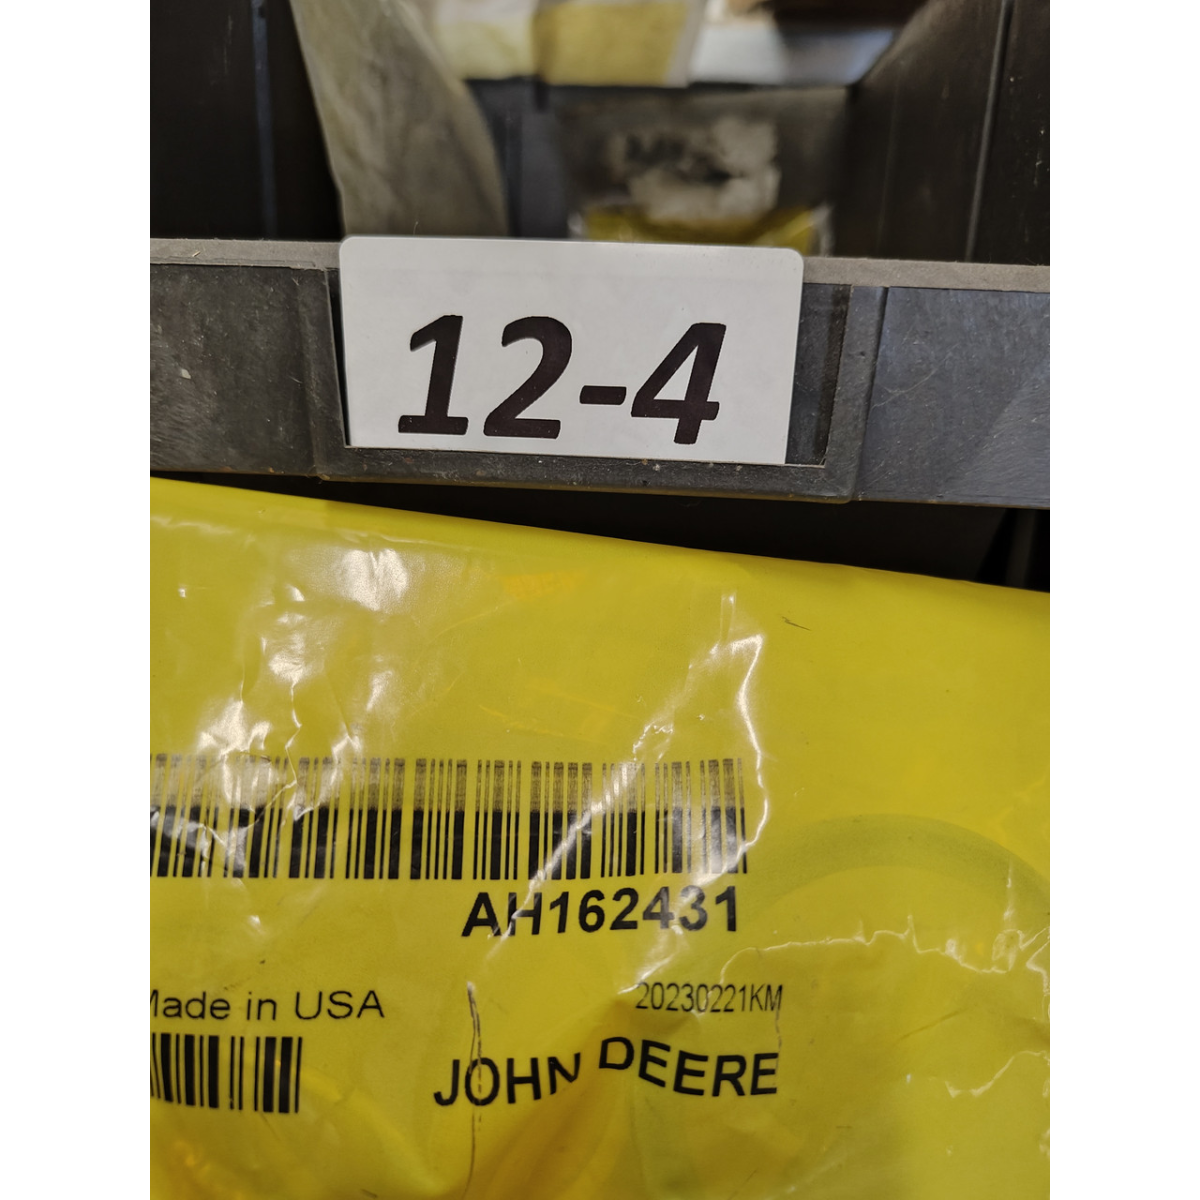 12-4
AH162431
Made in USA
20230221KM
JOHN DEERE